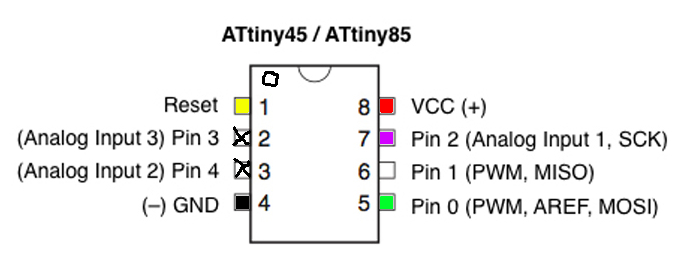 ATtiny45 / ATtiny85
Reset 1 8 VCC (+)
(Analog Input 3) Pin 3 2 7 Pin 2 (Analog Input 1, SCK)
(Analog Input 2) Pin 4 3 6 Pin 1 (PWM, MISO)
(–) GND 4 5 Pin 0 (PWM, AREF, MOSI)